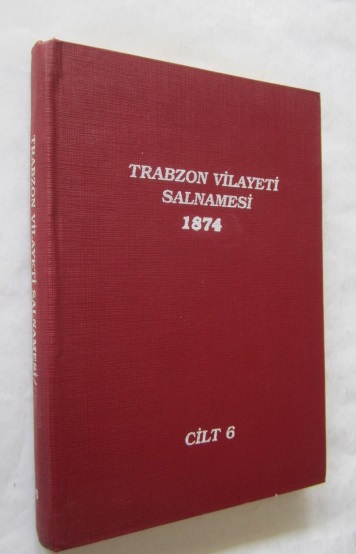 TRABZON VİLAYETİ
SALNAMESİ
1874
CİLT 6
TRABZON VİLAYETİ SALNAMESİ